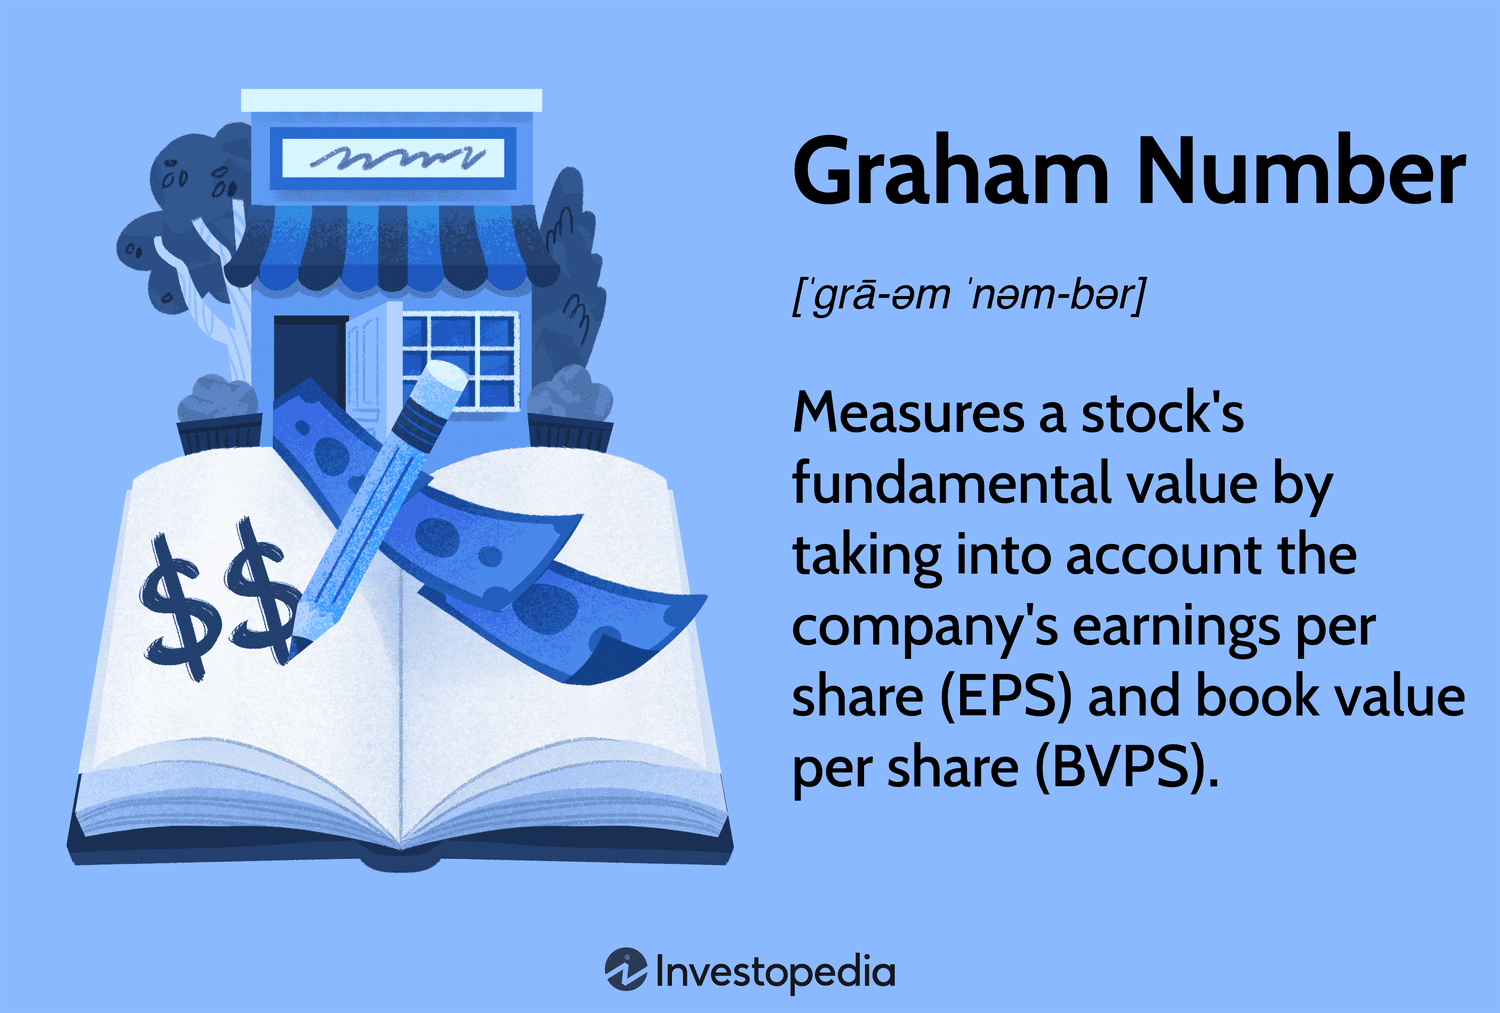 Graham Number
[ˈgrā-əm ˈnəm-bər]
Measures a stock's
fundamental value by
taking into account the
company's earnings per
share (EPS) and book value
per share (BVPS).
$$
Investopedia